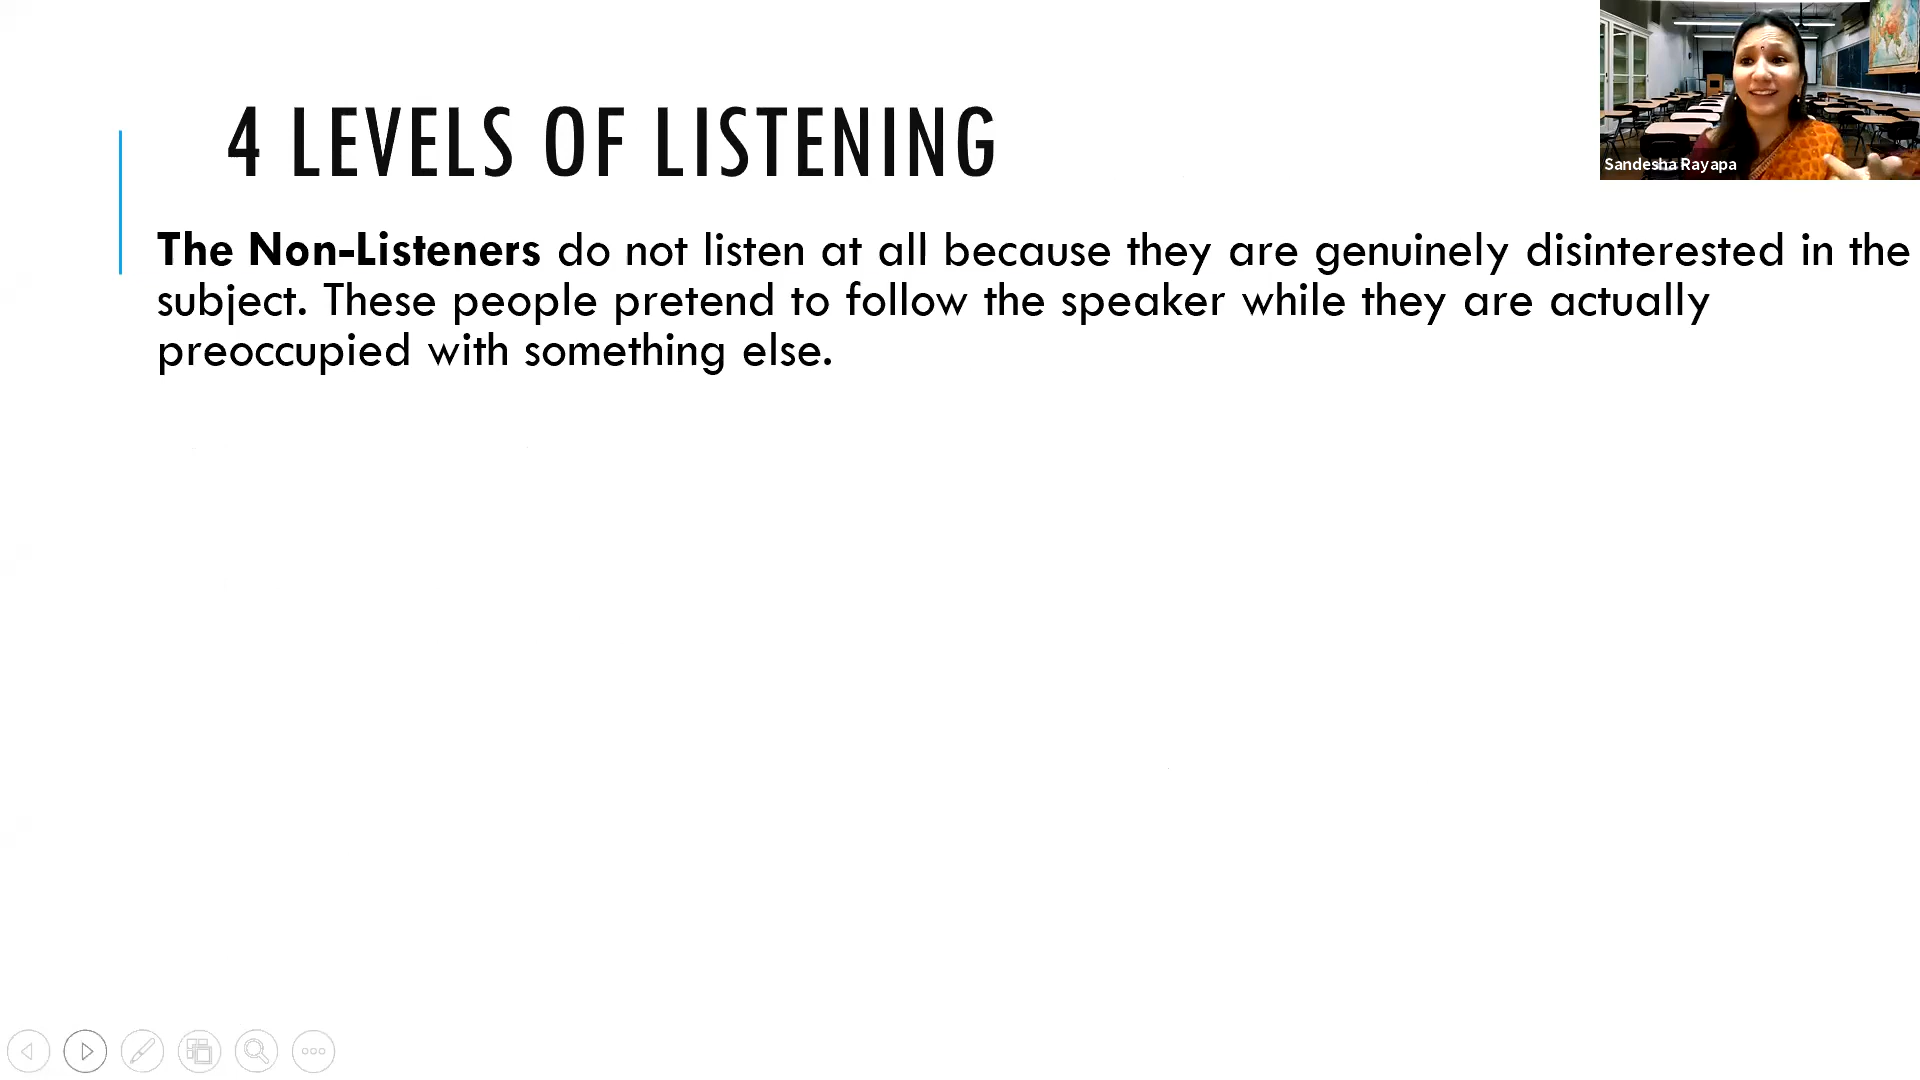 4 LEVELS OF LISTENING
Sandesha Rayapa
The Non-Listeners do not listen at all because they are genuinely disinterested in the
subject. These people pretend to follow the speaker while they are actually
preoccupied with something else.